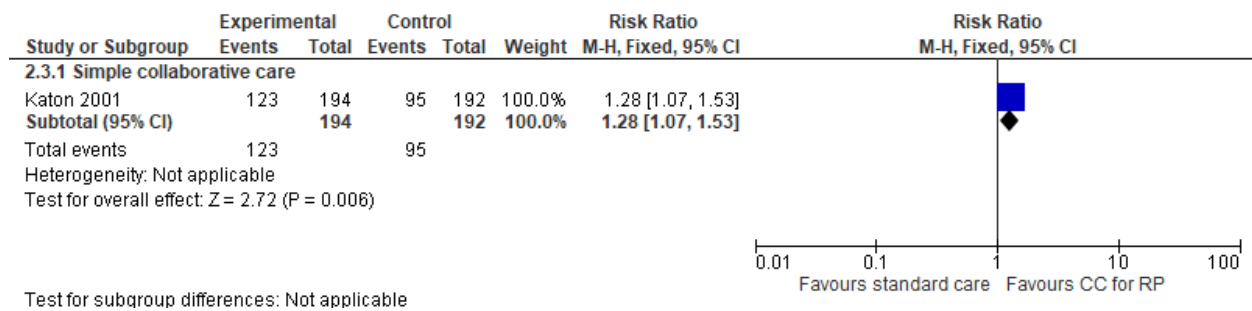 Experimental Control Risk Ratio Risk Ratio
Study or Subgroup Events Total Events Total Weight M-H, Fixed, 95% CI M-H, Fixed, 95% CI
2.3.1 Simple collaborative care
Katon 2001 123 194 95 192 100.0% 1.28 [1.07, 1.53]
Subtotal (95% CI) 194 192 100.0% 1.28 [1.07, 1.53]
Total events 123 95
Heterogeneity: Not applicable
Test for overall effect: Z = 2.72 (P = 0.006)
0.01 0.1 1 10 100
Favours standard care Favours CC for RP
Test for subgroup differences: Not applicable